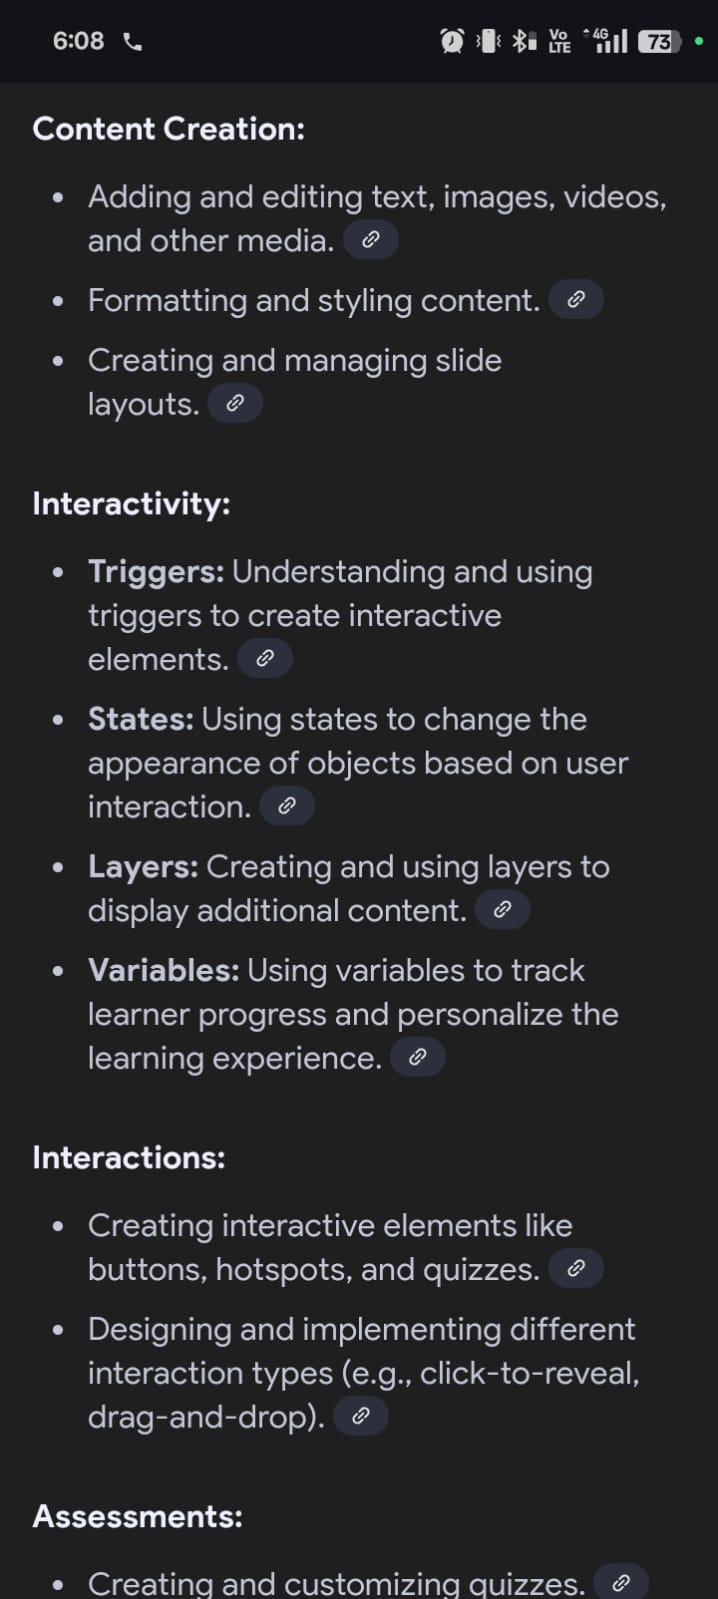 6:08
Vo LTE 4G 73
Content Creation:
• Adding and editing text, images, videos,
and other media.
• Formatting and styling content.
• Creating and managing slide
layouts.
Interactivity:
• Triggers: Understanding and using
triggers to create interactive
elements.
• States: Using states to change the
appearance of objects based on user
interaction.
• Layers: Creating and using layers to
display additional content.
• Variables: Using variables to track
learner progress and personalize the
learning experience.
Interactions:
• Creating interactive elements like
buttons, hotspots, and quizzes.
• Designing and implementing different
interaction types (e.g., click-to-reveal,
drag-and-drop).
Assessments:
• Creating and customizing quizzes.